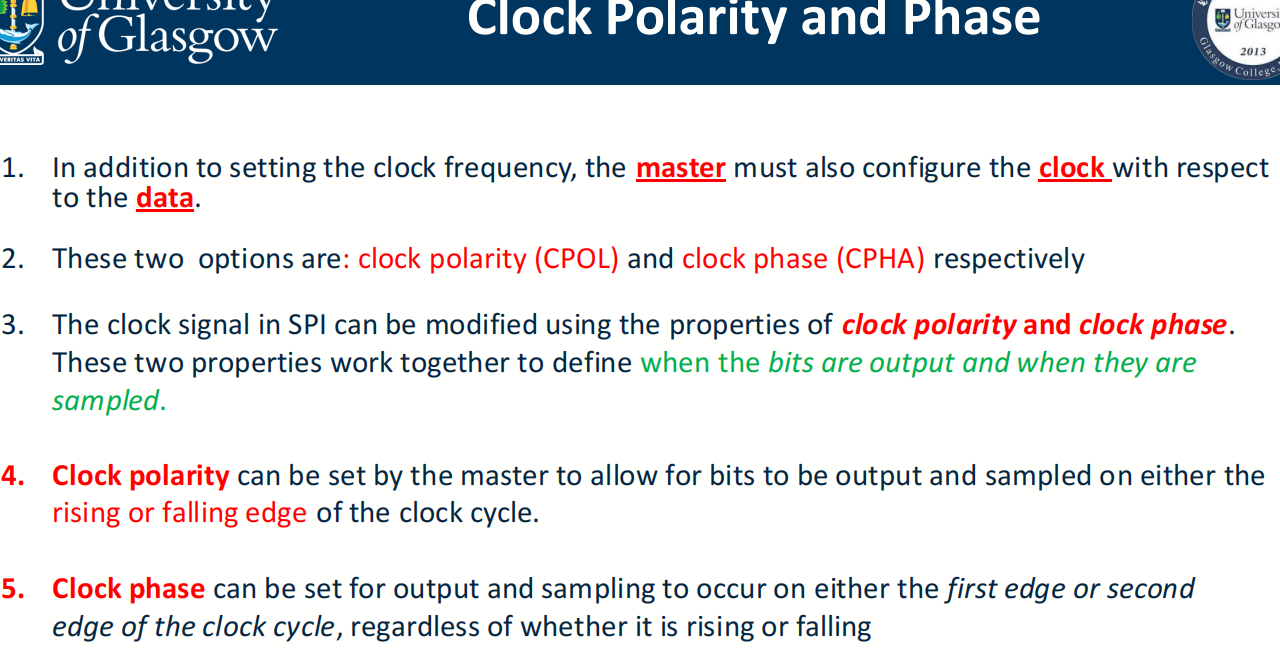 University
of Glasgow
Clock Polarity and Phase
VERITAS VITA
2013
1. In addition to setting the clock frequency, the master must also configure the clock with respect
to the data.
2. These two options are: clock polarity (CPOL) and clock phase (CPHA) respectively
3. The clock signal in SPI can be modified using the properties of clock polarity and clock phase.
These two properties work together to define when the bits are output and when they are
sampled.
4. Clock polarity can be set by the master to allow for bits to be output and sampled on either the
rising or falling edge of the clock cycle.
5. Clock phase can be set for output and sampling to occur on either the first edge or second
edge of the clock cycle, regardless of whether it is rising or falling